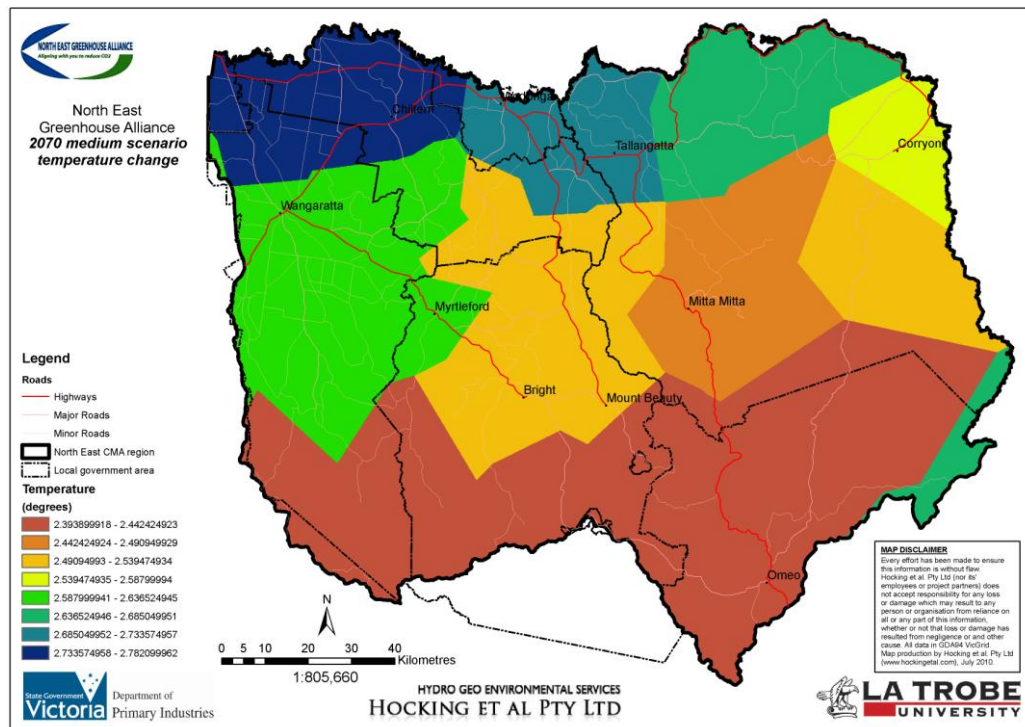 NORTH EAST GREENHOUSE ALLIANCE
Aligning with you to reduce CO2
North East
Greenhouse Alliance
2070 medium scenario
temperature change
Chiltern
Wodonga
Tallangatta
Corryon
Wangaratta
Myrtleford
Mitta Mitta
Bright
Mount Beauty
Omeo
Legend
Roads
Highways
Major Roads
Minor Roads
North East CMA region
Local government area
Temperature
(degrees)
2.393899918 - 2.442424923
2.442424924 - 2.490949929
2.49094993 - 2.539474934
2.539474935 - 2.58799994
2.587999941 - 2.636524945
2.636524946 - 2.685049951
2.685049952 - 2.733574957
2.733574958 - 2.782099962
N
0 5 10 20 30 40
Kilometres
1:805,660
MAP DISCLAIMER
Every effort has been made to ensure
this information is without flaw.
Hocking et al. Pty Ltd (nor its'
employees or project partners) does
not accept responsibility for any loss
or damage which may result to any
person or organisation from reliance on
all or any part of this information,
whether or not that loss or damage has
resulted from negligence or and other
cause. All data in GDA94 VicGrid.
Map production by Hocking et al. Pty Ltd
(www.hockingetal.com), July 2010.
State Government
Victoria
Department of
Primary Industries
HYDRO GEO ENVIRONMENTAL SERVICES
HOCKING ET AL PTY LTD
LA TROBE
UNIVERSITY